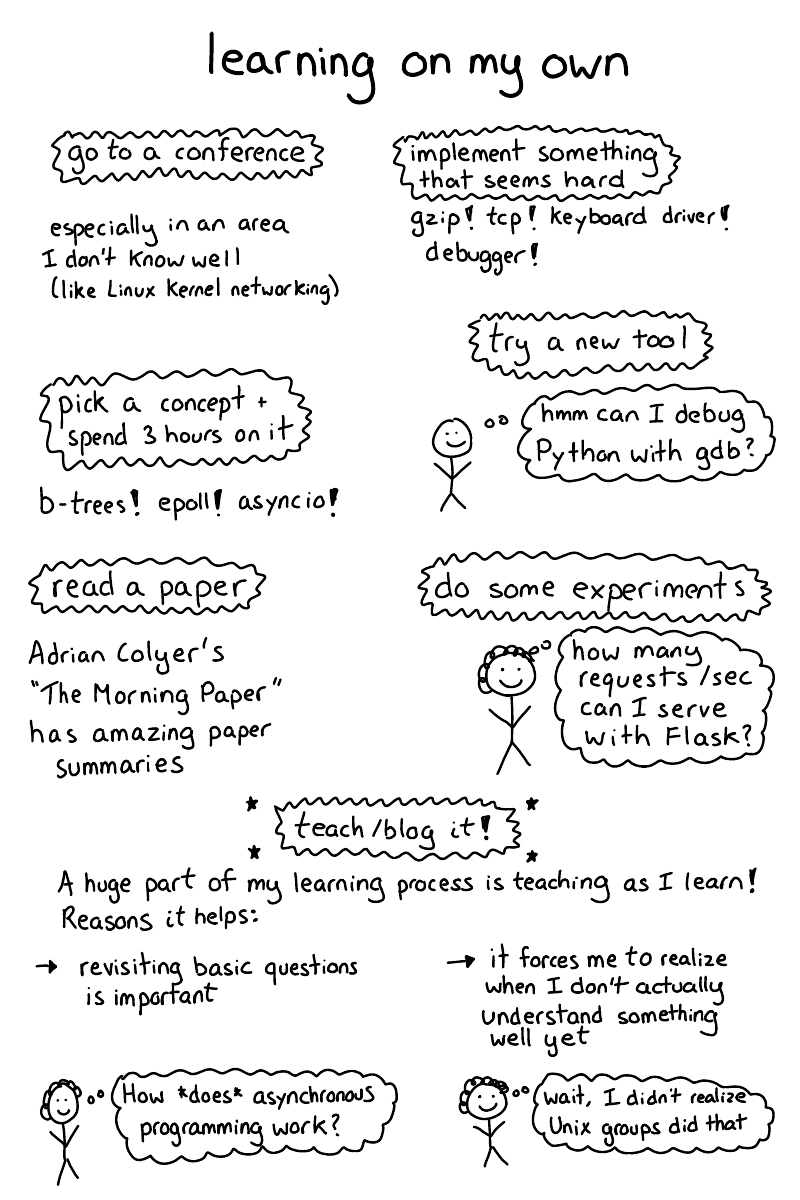 learning on my own
go to a conference
especially in an area
I don't know well
(like Linux kernel networking)
implement something
that seems hard
gzip! tcp! keyboard driver!
debugger!
try a new tool
hmm can I debug
Python with gdb?
pick a concept +
spend 3 hours on it
b-trees! epoll! asyncio!
read a paper
Adrian Colyer's
"The Morning Paper"
has amazing paper
summaries
do some experiments
how many
requests/sec
can I serve
with Flask?
teach/blog it!
A huge part of my learning process is teaching as I learn!
Reasons it helps:
→ revisiting basic questions
is important
How *does* asynchronous
programming work?
→ it forces me to realize
when I don't actually
understand something
well yet
wait, I didn't realize
Unix groups did that